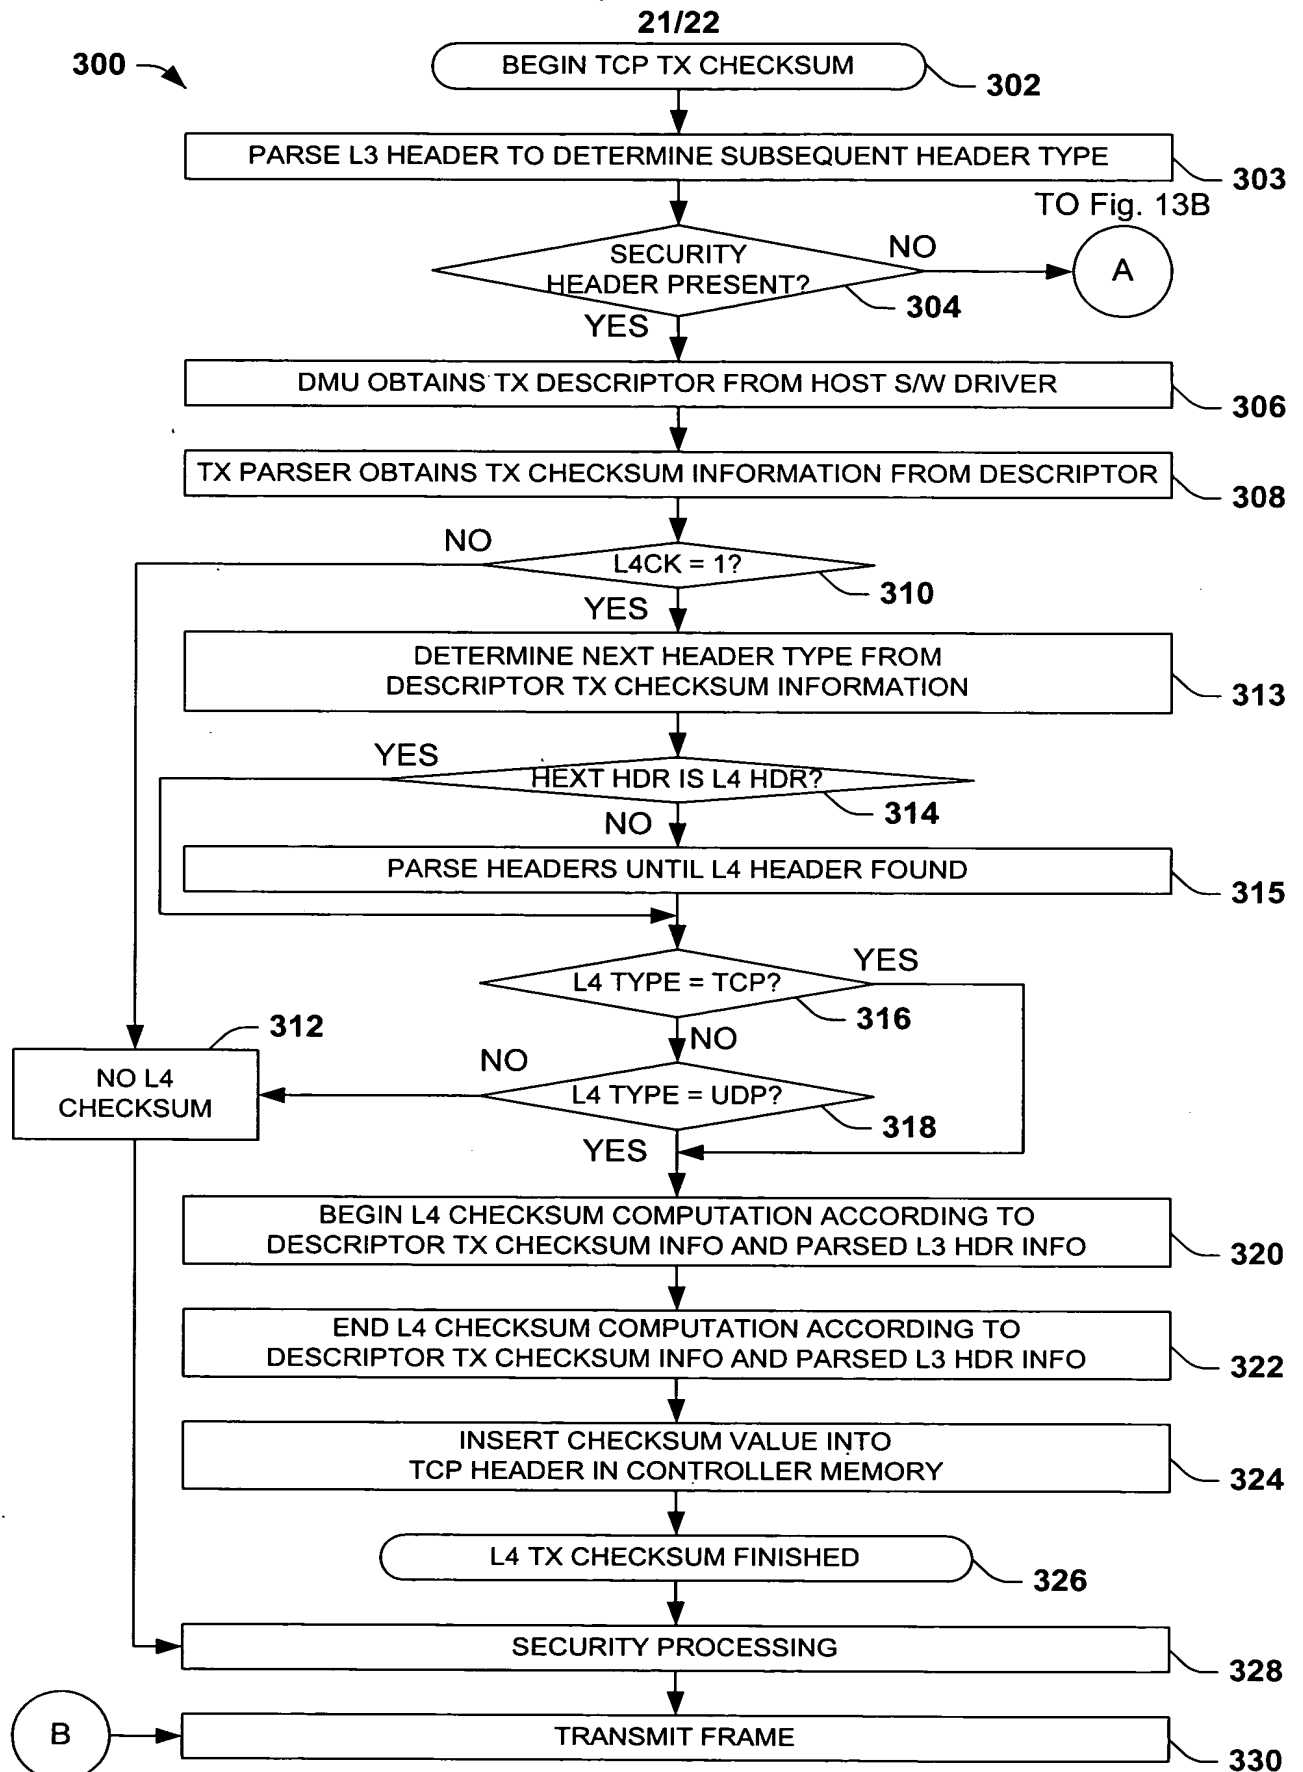 21/22
300
BEGIN TCP TX CHECKSUM
302
PARSE L3 HEADER TO DETERMINE SUBSEQUENT HEADER TYPE
303
TO Fig. 13B
SECURITY
HEADER PRESENT?
NO
A
304
YES
DMU OBTAINS TX DESCRIPTOR FROM HOST S/W DRIVER
306
TX PARSER OBTAINS TX CHECKSUM INFORMATION FROM DESCRIPTOR
308
NO
L4CK = 1?
310
YES
DETERMINE NEXT HEADER TYPE FROM
DESCRIPTOR TX CHECKSUM INFORMATION
313
YES
HEXT HDR IS L4 HDR?
314
NO
PARSE HEADERS UNTIL L4 HEADER FOUND
315
YES
L4 TYPE = TCP?
316
312
NO
NO L4
CHECKSUM
NO
L4 TYPE = UDP?
318
YES
BEGIN L4 CHECKSUM COMPUTATION ACCORDING TO
DESCRIPTOR TX CHECKSUM INFO AND PARSED L3 HDR INFO
320
END L4 CHECKSUM COMPUTATION ACCORDING TO
DESCRIPTOR TX CHECKSUM INFO AND PARSED L3 HDR INFO
322
INSERT CHECKSUM VALUE INTO
TCP HEADER IN CONTROLLER MEMORY
324
L4 TX CHECKSUM FINISHED
326
SECURITY PROCESSING
328
B
TRANSMIT FRAME
330